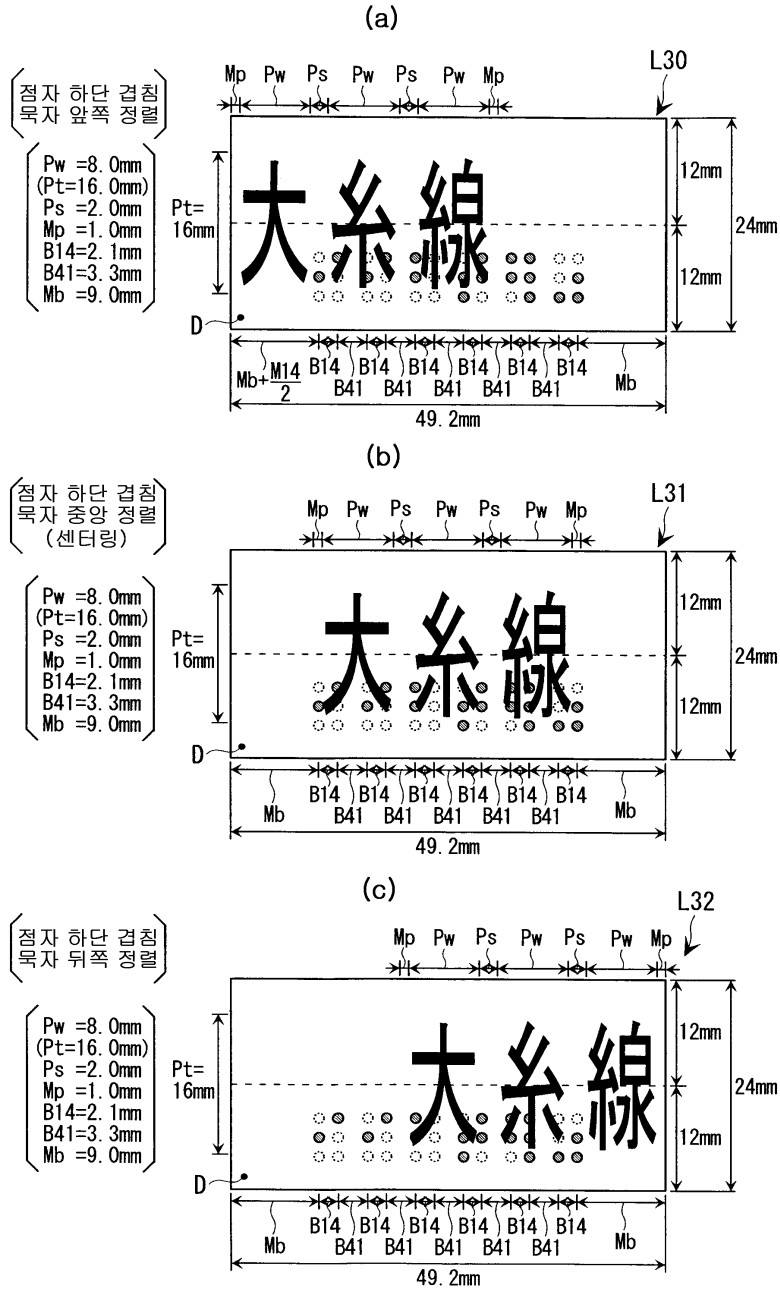 (a)
L30
Mp Pw Ps Pw Ps Pw Mp
점자 하단 겹침
묵자 앞쪽 정렬
Pw =8.0mm
(Pt=16.0mm)
Ps =2.0mm
Mp =1.0mm
B14=2.1mm
B41=3.3mm
Mb =9.0mm
Pt=
16mm
大糸線
12mm
24mm
12mm
D
Mb+M14/2
B14 B14 B14 B14 B14 B14
B41 B41 B41 B41 B41
Mb
49.2mm
(b)
L31
Mp Pw Ps Pw Ps Pw Mp
점자 하단 겹침
묵자 중앙 정렬
(센터링)
Pw =8.0mm
(Pt=16.0mm)
Ps =2.0mm
Mp =1.0mm
B14=2.1mm
B41=3.3mm
Mb =9.0mm
Pt=
16mm
大糸線
12mm
24mm
12mm
D
Mb
B14 B14 B14 B14 B14 B14
B41 B41 B41 B41 B41
Mb
49.2mm
(c)
L32
Mp Pw Ps Pw Ps Pw Mp
점자 하단 겹침
묵자 뒤쪽 정렬
Pw =8.0mm
(Pt=16.0mm)
Ps =2.0mm
Mp =1.0mm
B14=2.1mm
B41=3.3mm
Mb =9.0mm
Pt=
16mm
大糸線
12mm
24mm
12mm
D
Mb
B14 B14 B14 B14 B14 B14
B41 B41 B41 B41 B41
Mb
49.2mm